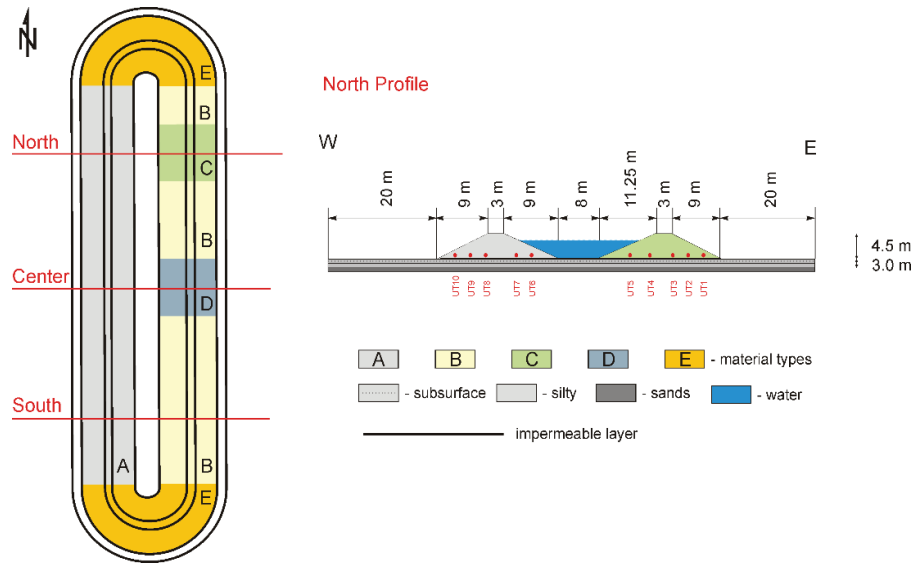 N
E
B
North
C
B
Center
D
South
A
B
E
North Profile
W
E
20 m
9 m
3 m
9 m
8 m
11.25 m
3 m
9 m
20 m
4.5 m
3.0 m
UT10
UT9
UT8
UT7
UT6
UT5
UT4
UT3
UT2
UT1
A
B
C
D
E
- material types
- subsurface
- silty
- sands
- water
impermeable layer